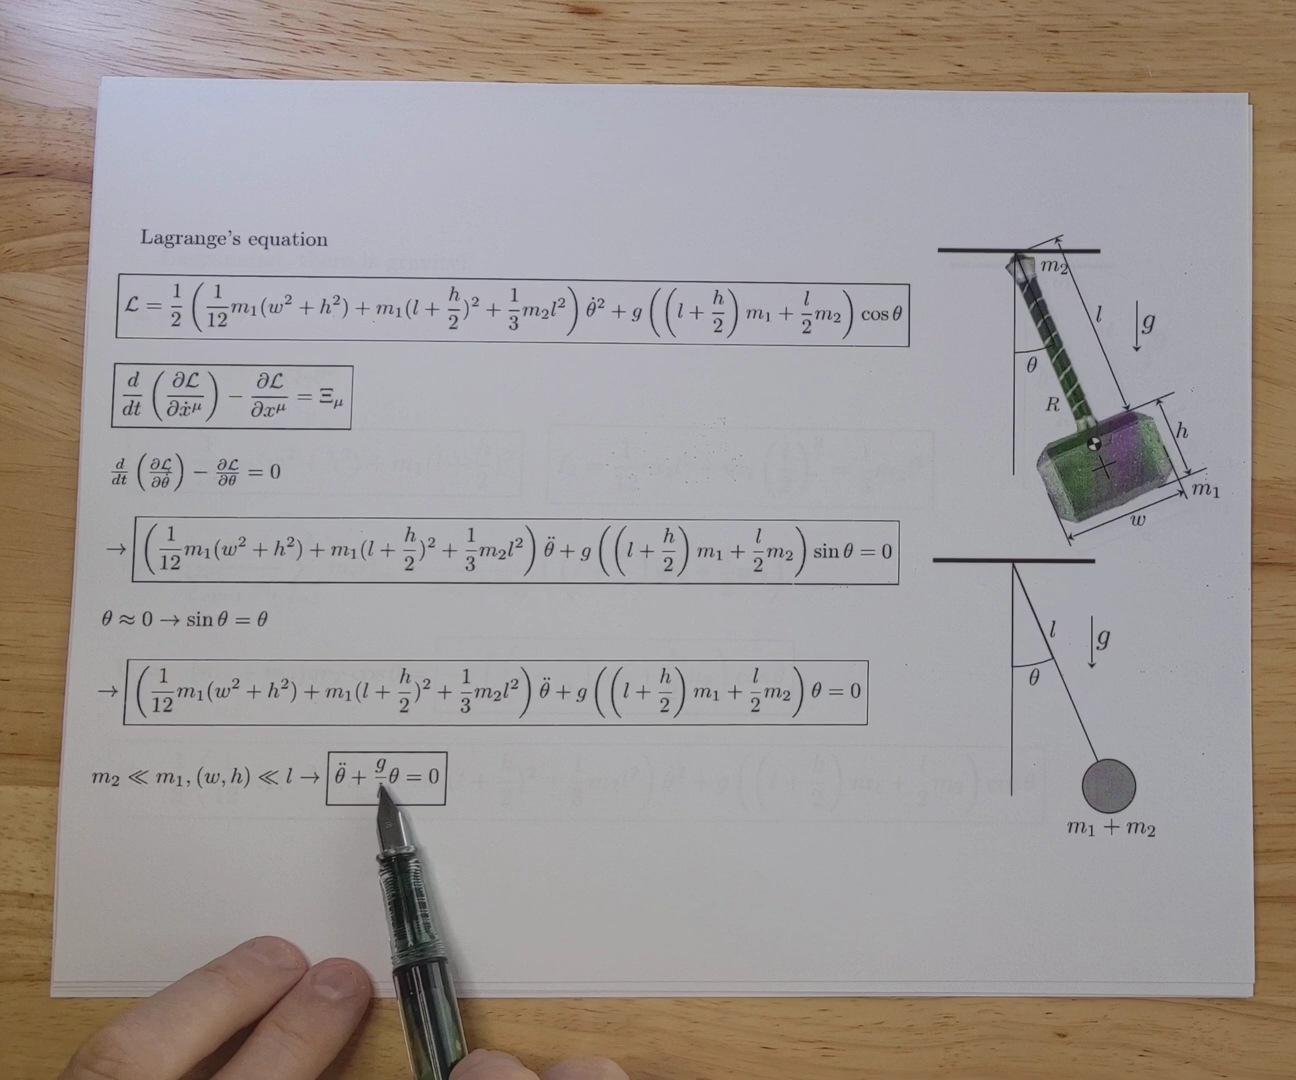 Lagrange's equation
ℒ = 1/2 ( 1/12 m₁(w² + h²) + m₁(l + h/2)² + 1/3 m₂l² ) θ̇² + g ( ( l + h/2 ) m₁ + l/2 m₂ ) cos θ
d/dt ( ∂ℒ/∂ẋ^μ ) − ∂ℒ/∂x^μ = Ξ_μ
d/dt ( ∂ℒ/∂θ̇ ) − ∂ℒ/∂θ = 0
→ ( 1/12 m₁(w² + h²) + m₁(l + h/2)² + 1/3 m₂l² ) θ̈ + g ( ( l + h/2 ) m₁ + l/2 m₂ ) sin θ = 0
θ ≈ 0 → sin θ = θ
→ ( 1/12 m₁(w² + h²) + m₁(l + h/2)² + 1/3 m₂l² ) θ̈ + g ( ( l + h/2 ) m₁ + l/2 m₂ ) θ = 0
m₂ ≪ m₁, (w, h) ≪ l → θ̈ + g/ θ = 0
m₂
l
g
θ
R
h
m₁
w
l
g
θ
m₁ + m₂